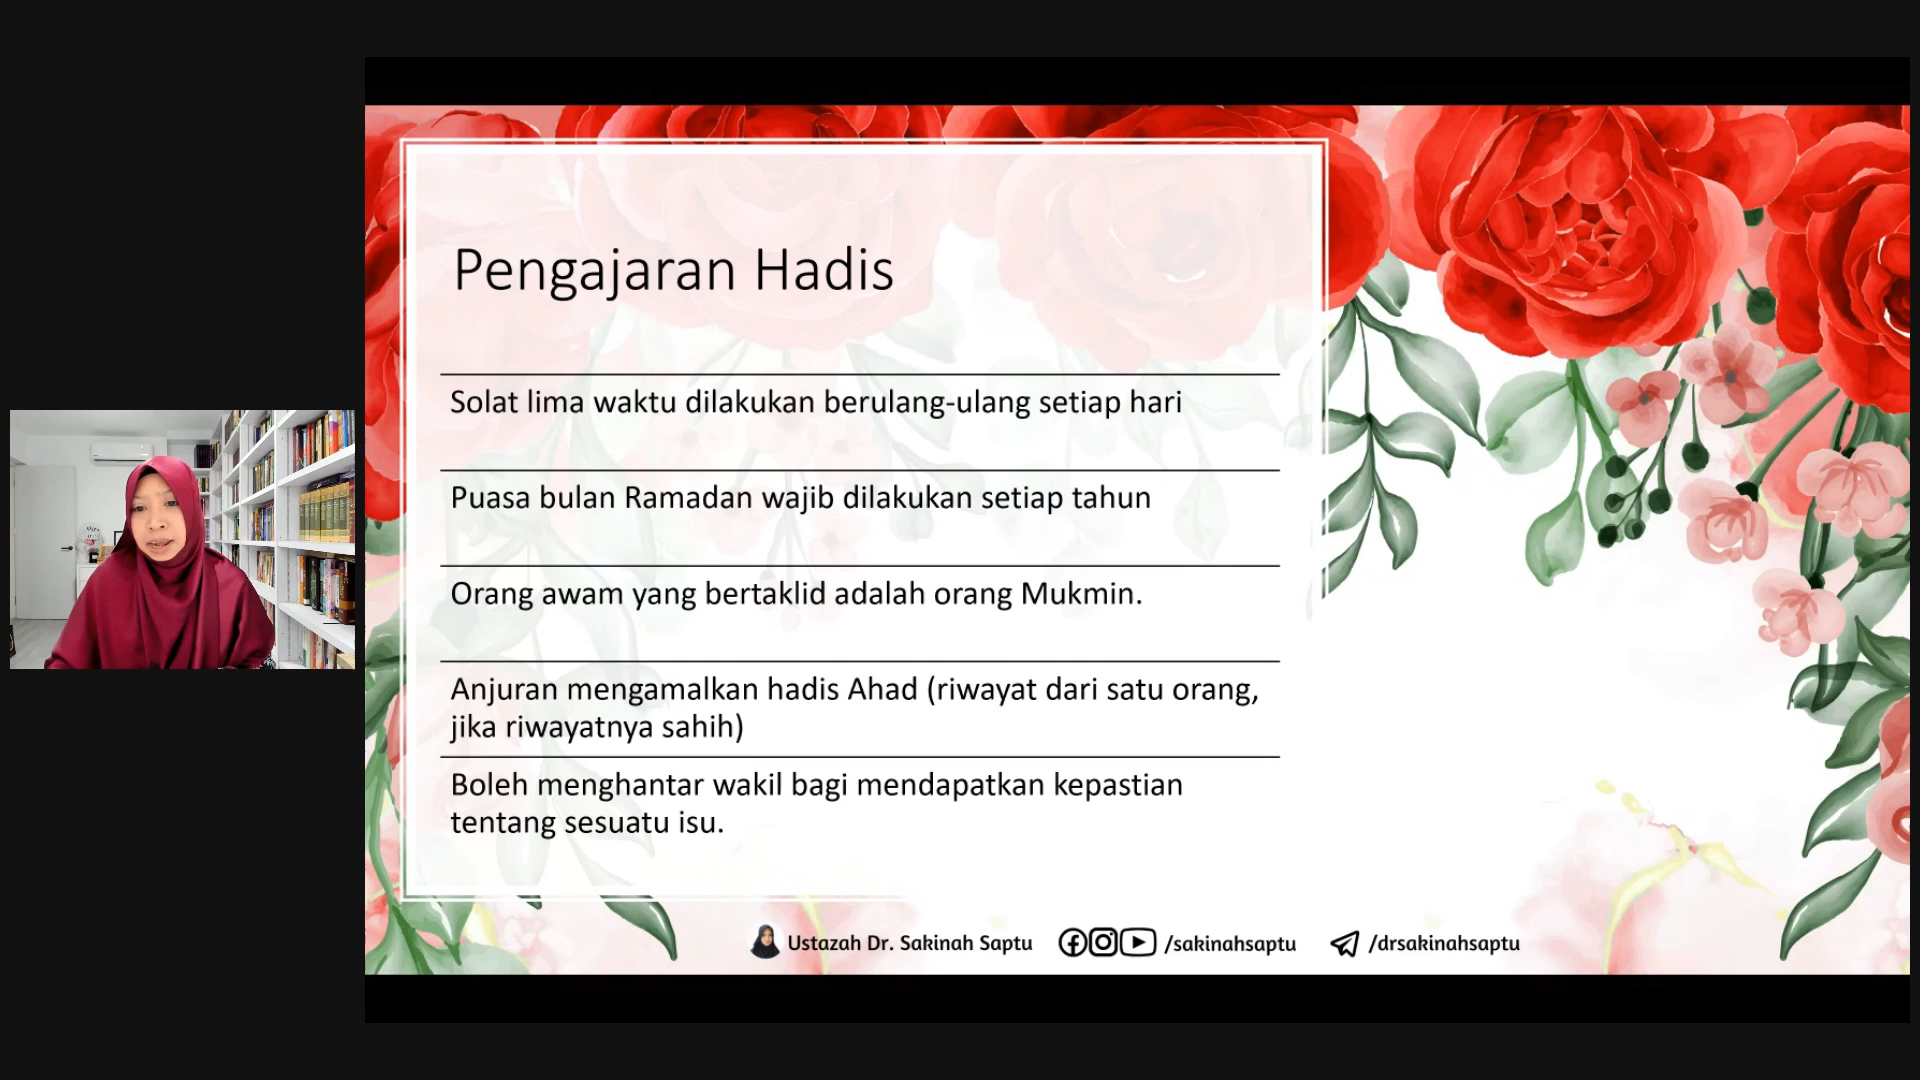 Pengajaran Hadis
Solat lima waktu dilakukan berulang-ulang setiap hari
Puasa bulan Ramadan wajib dilakukan setiap tahun
Orang awam yang bertaklid adalah orang Mukmin.
Anjuran mengamalkan hadis Ahad (riwayat dari satu orang,
jika riwayatnya sahih)
Boleh menghantar wakil bagi mendapatkan kepastian
tentang sesuatu isu.
Ustazah Dr. Sakinah Saptu /sakinahsaptu /drsakinahsaptu